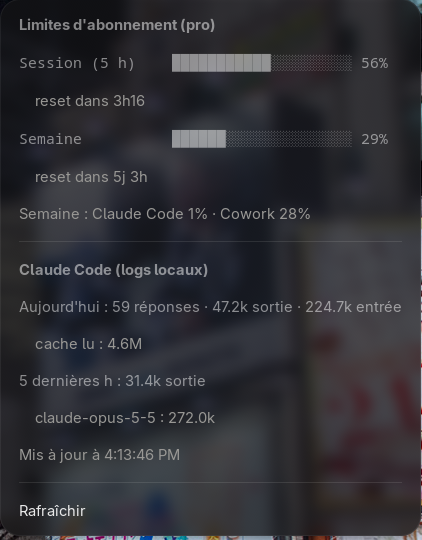 Limites d'abonnement (pro)
Session (5 h) 56%
reset dans 3h16
Semaine 29%
reset dans 5j 3h
Semaine : Claude Code 1% · Cowork 28%
Claude Code (logs locaux)
Aujourd'hui : 59 réponses · 47.2k sortie · 224.7k entrée
cache lu : 4.6M
5 dernières h : 31.4k sortie
claude-opus-5-5 : 272.0k
Mis à jour à 4:13:46 PM
Rafraîchir